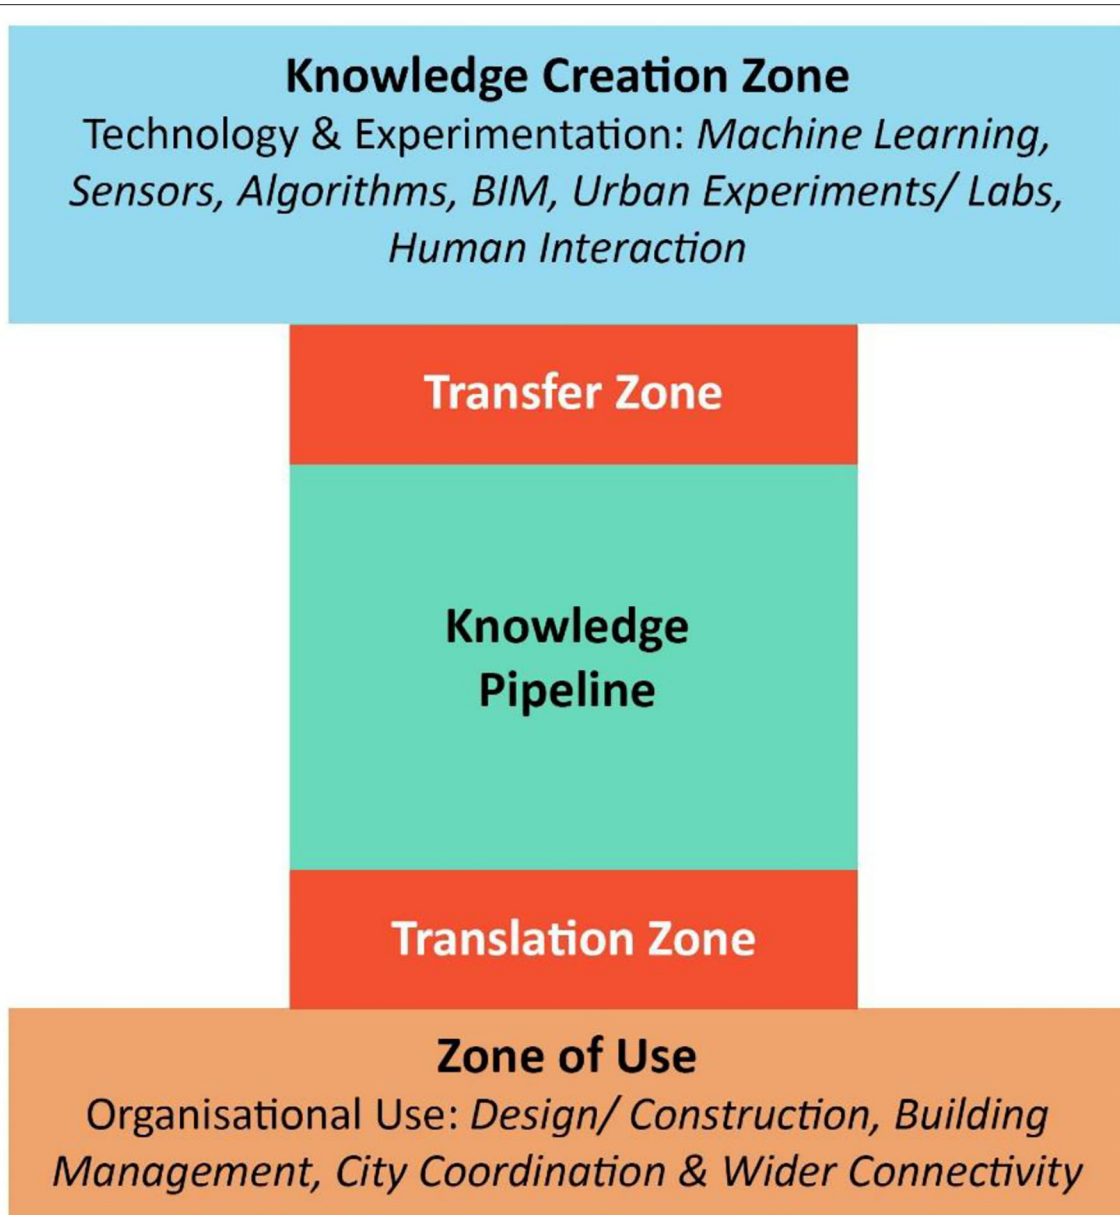 Knowledge Creation Zone
Technology & Experimentation: Machine Learning,
Sensors, Algorithms, BIM, Urban Experiments/ Labs,
Human Interaction
Transfer Zone
Knowledge
Pipeline
Translation Zone
Zone of Use
Organisational Use: Design/ Construction, Building
Management, City Coordination & Wider Connectivity